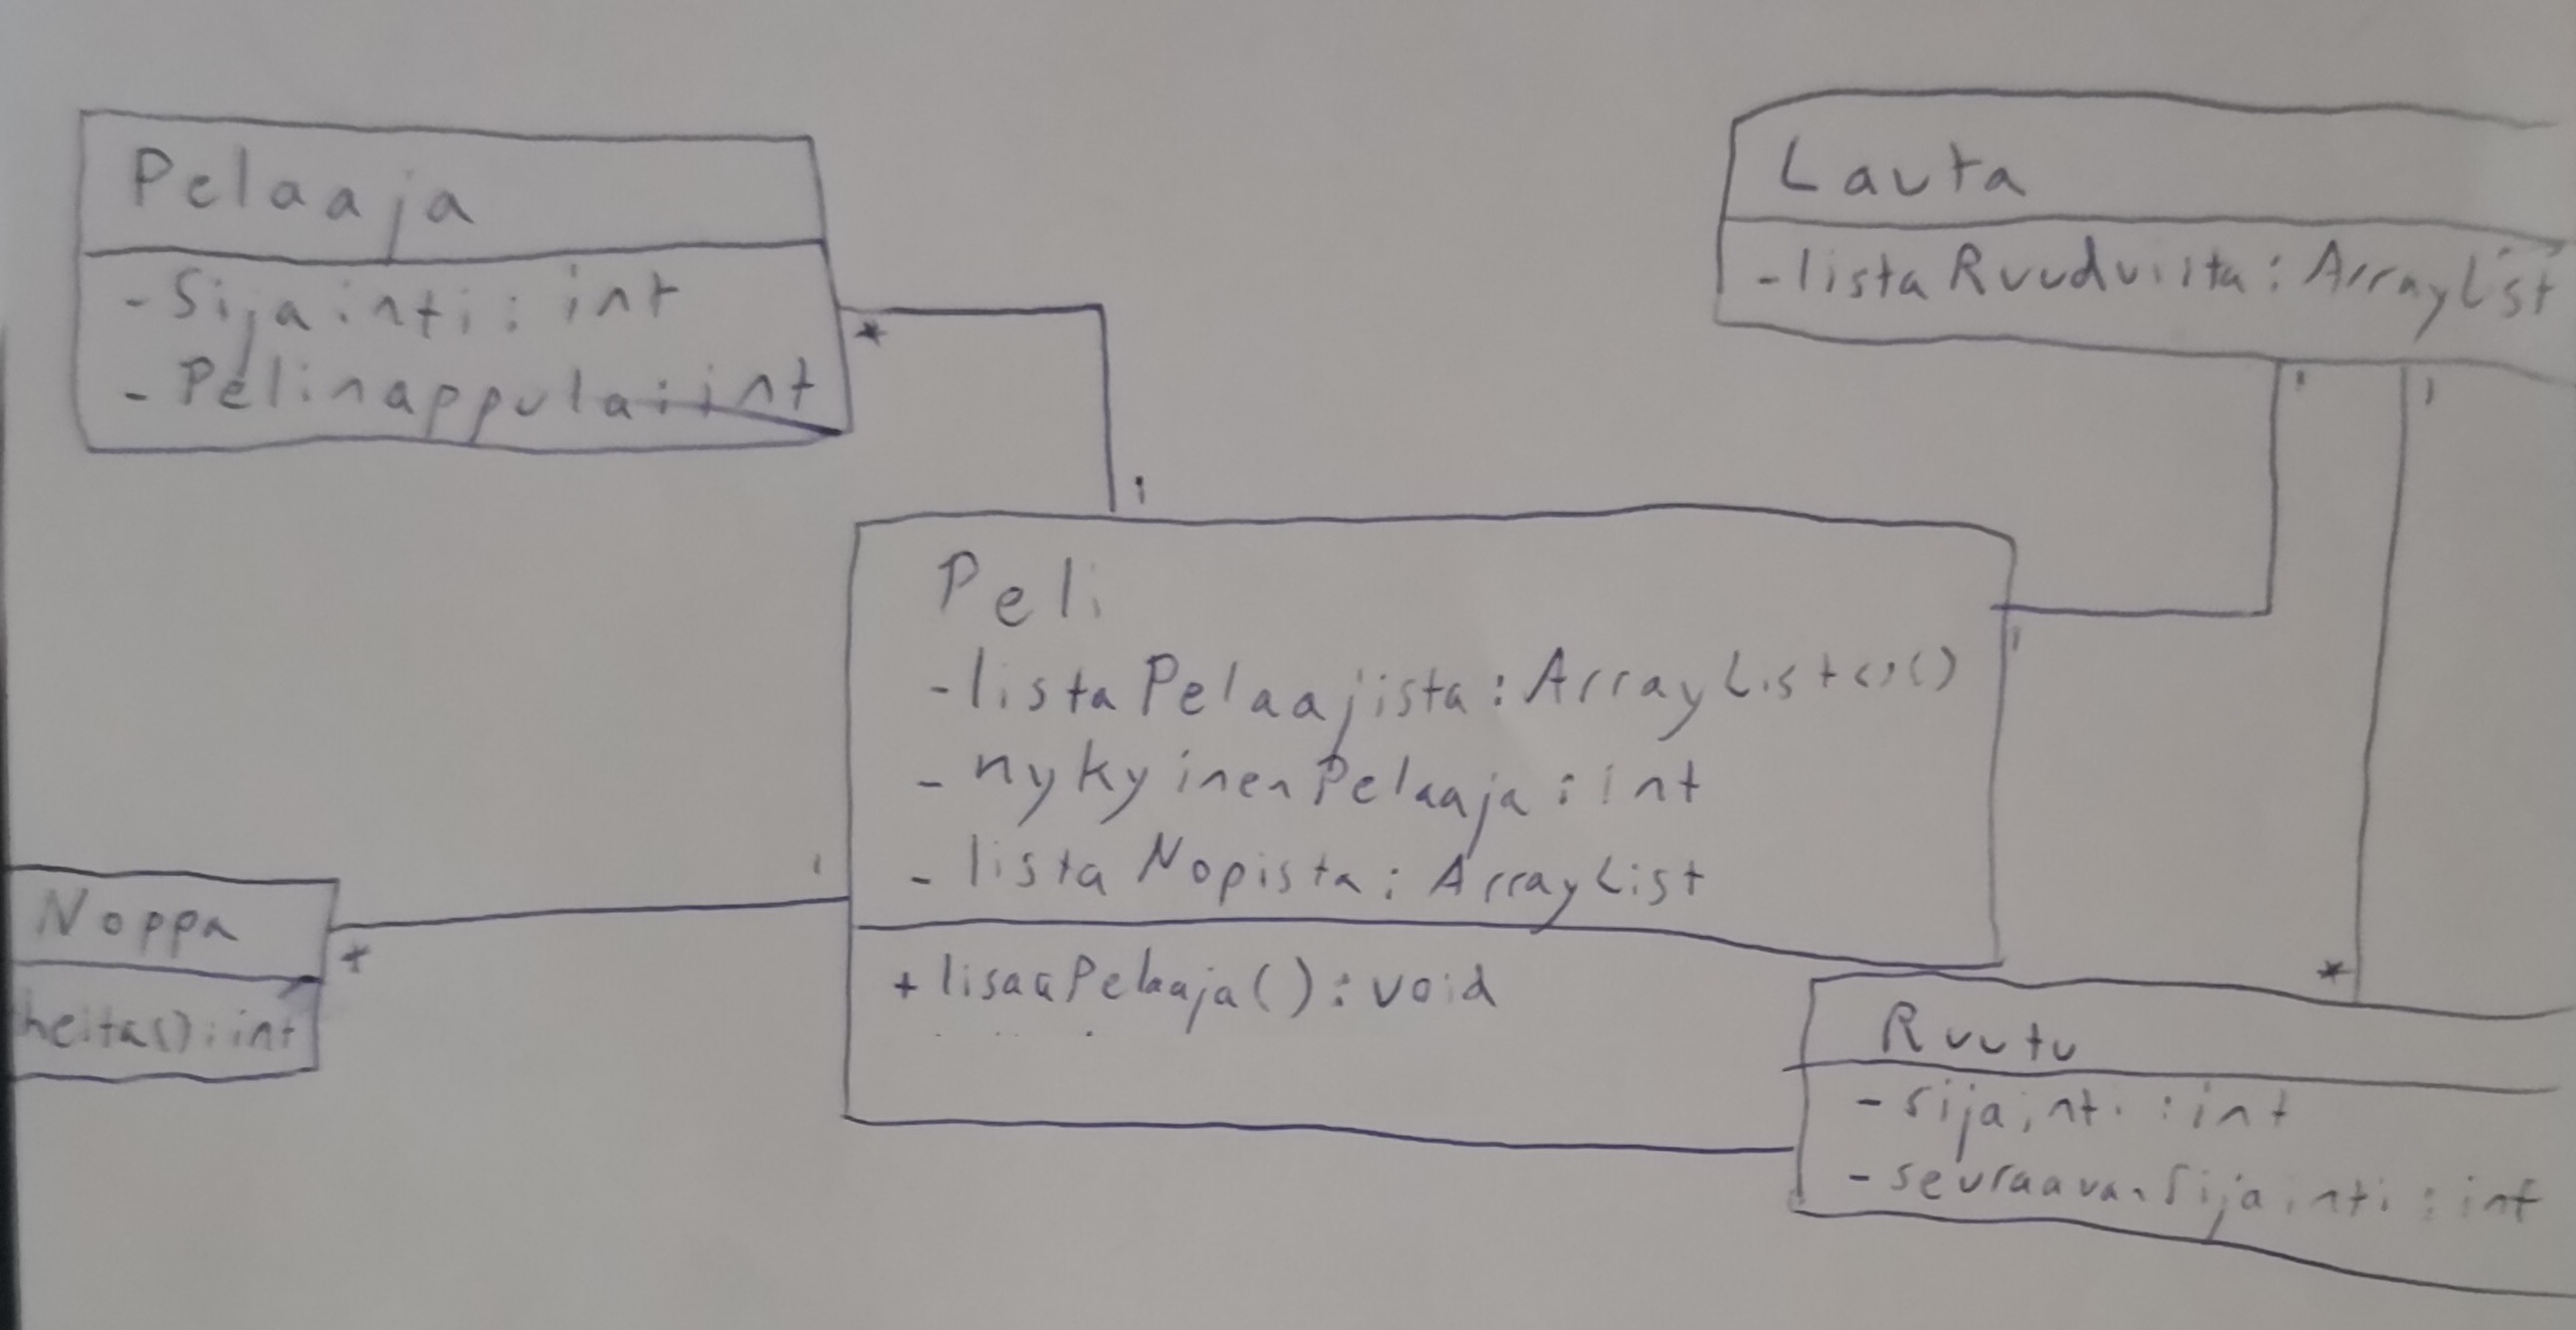 Pelaaja
- Sijainti : int
- Pelinappula : int
*
1
Lauta
- listaRuuduista : ArrayList
1
1
Peli
- listaPelaajista : ArrayList<>()
- nykyinenPelaaja : int
- listaNopista : ArrayList
1
+ lisaaPelaaja() : void
1
Noppa
*
heita() : int
*
Ruutu
- sijainti : int
- seuraavaSijainti : int